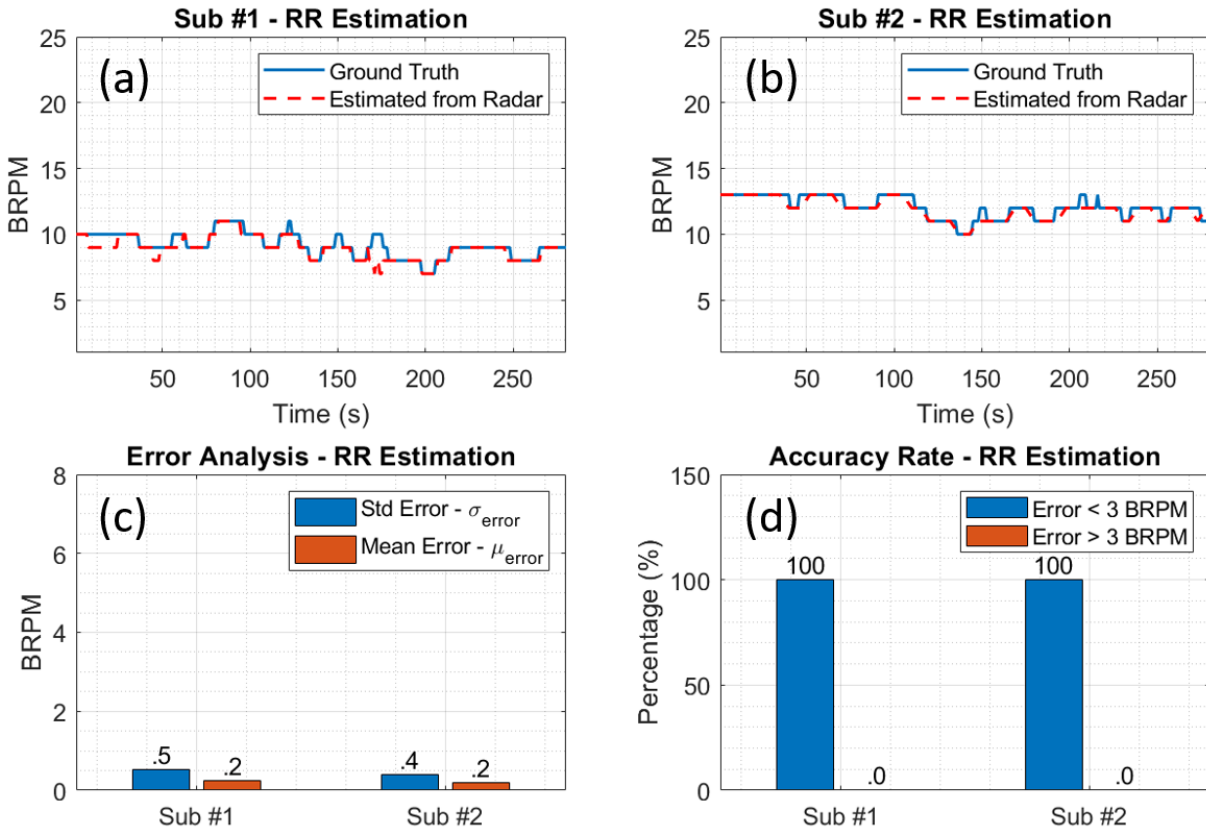 Sub #1 - RR Estimation
25
20
15
10
5
BRPM
(a)
Ground Truth
Estimated from Radar
50 100 150 200 250
Time (s)
Sub #2 - RR Estimation
25
20
15
10
5
BRPM
(b)
Ground Truth
Estimated from Radar
50 100 150 200 250
Time (s)
Error Analysis - RR Estimation
8
6
4
2
0
BRPM
(c)
Std Error - σerror
Mean Error - μerror
.5 .2 .4 .2
Sub #1 Sub #2
Accuracy Rate - RR Estimation
150
100
50
0
Percentage (%)
(d)
Error < 3 BRPM
Error > 3 BRPM
100 .0 100 .0
Sub #1 Sub #2